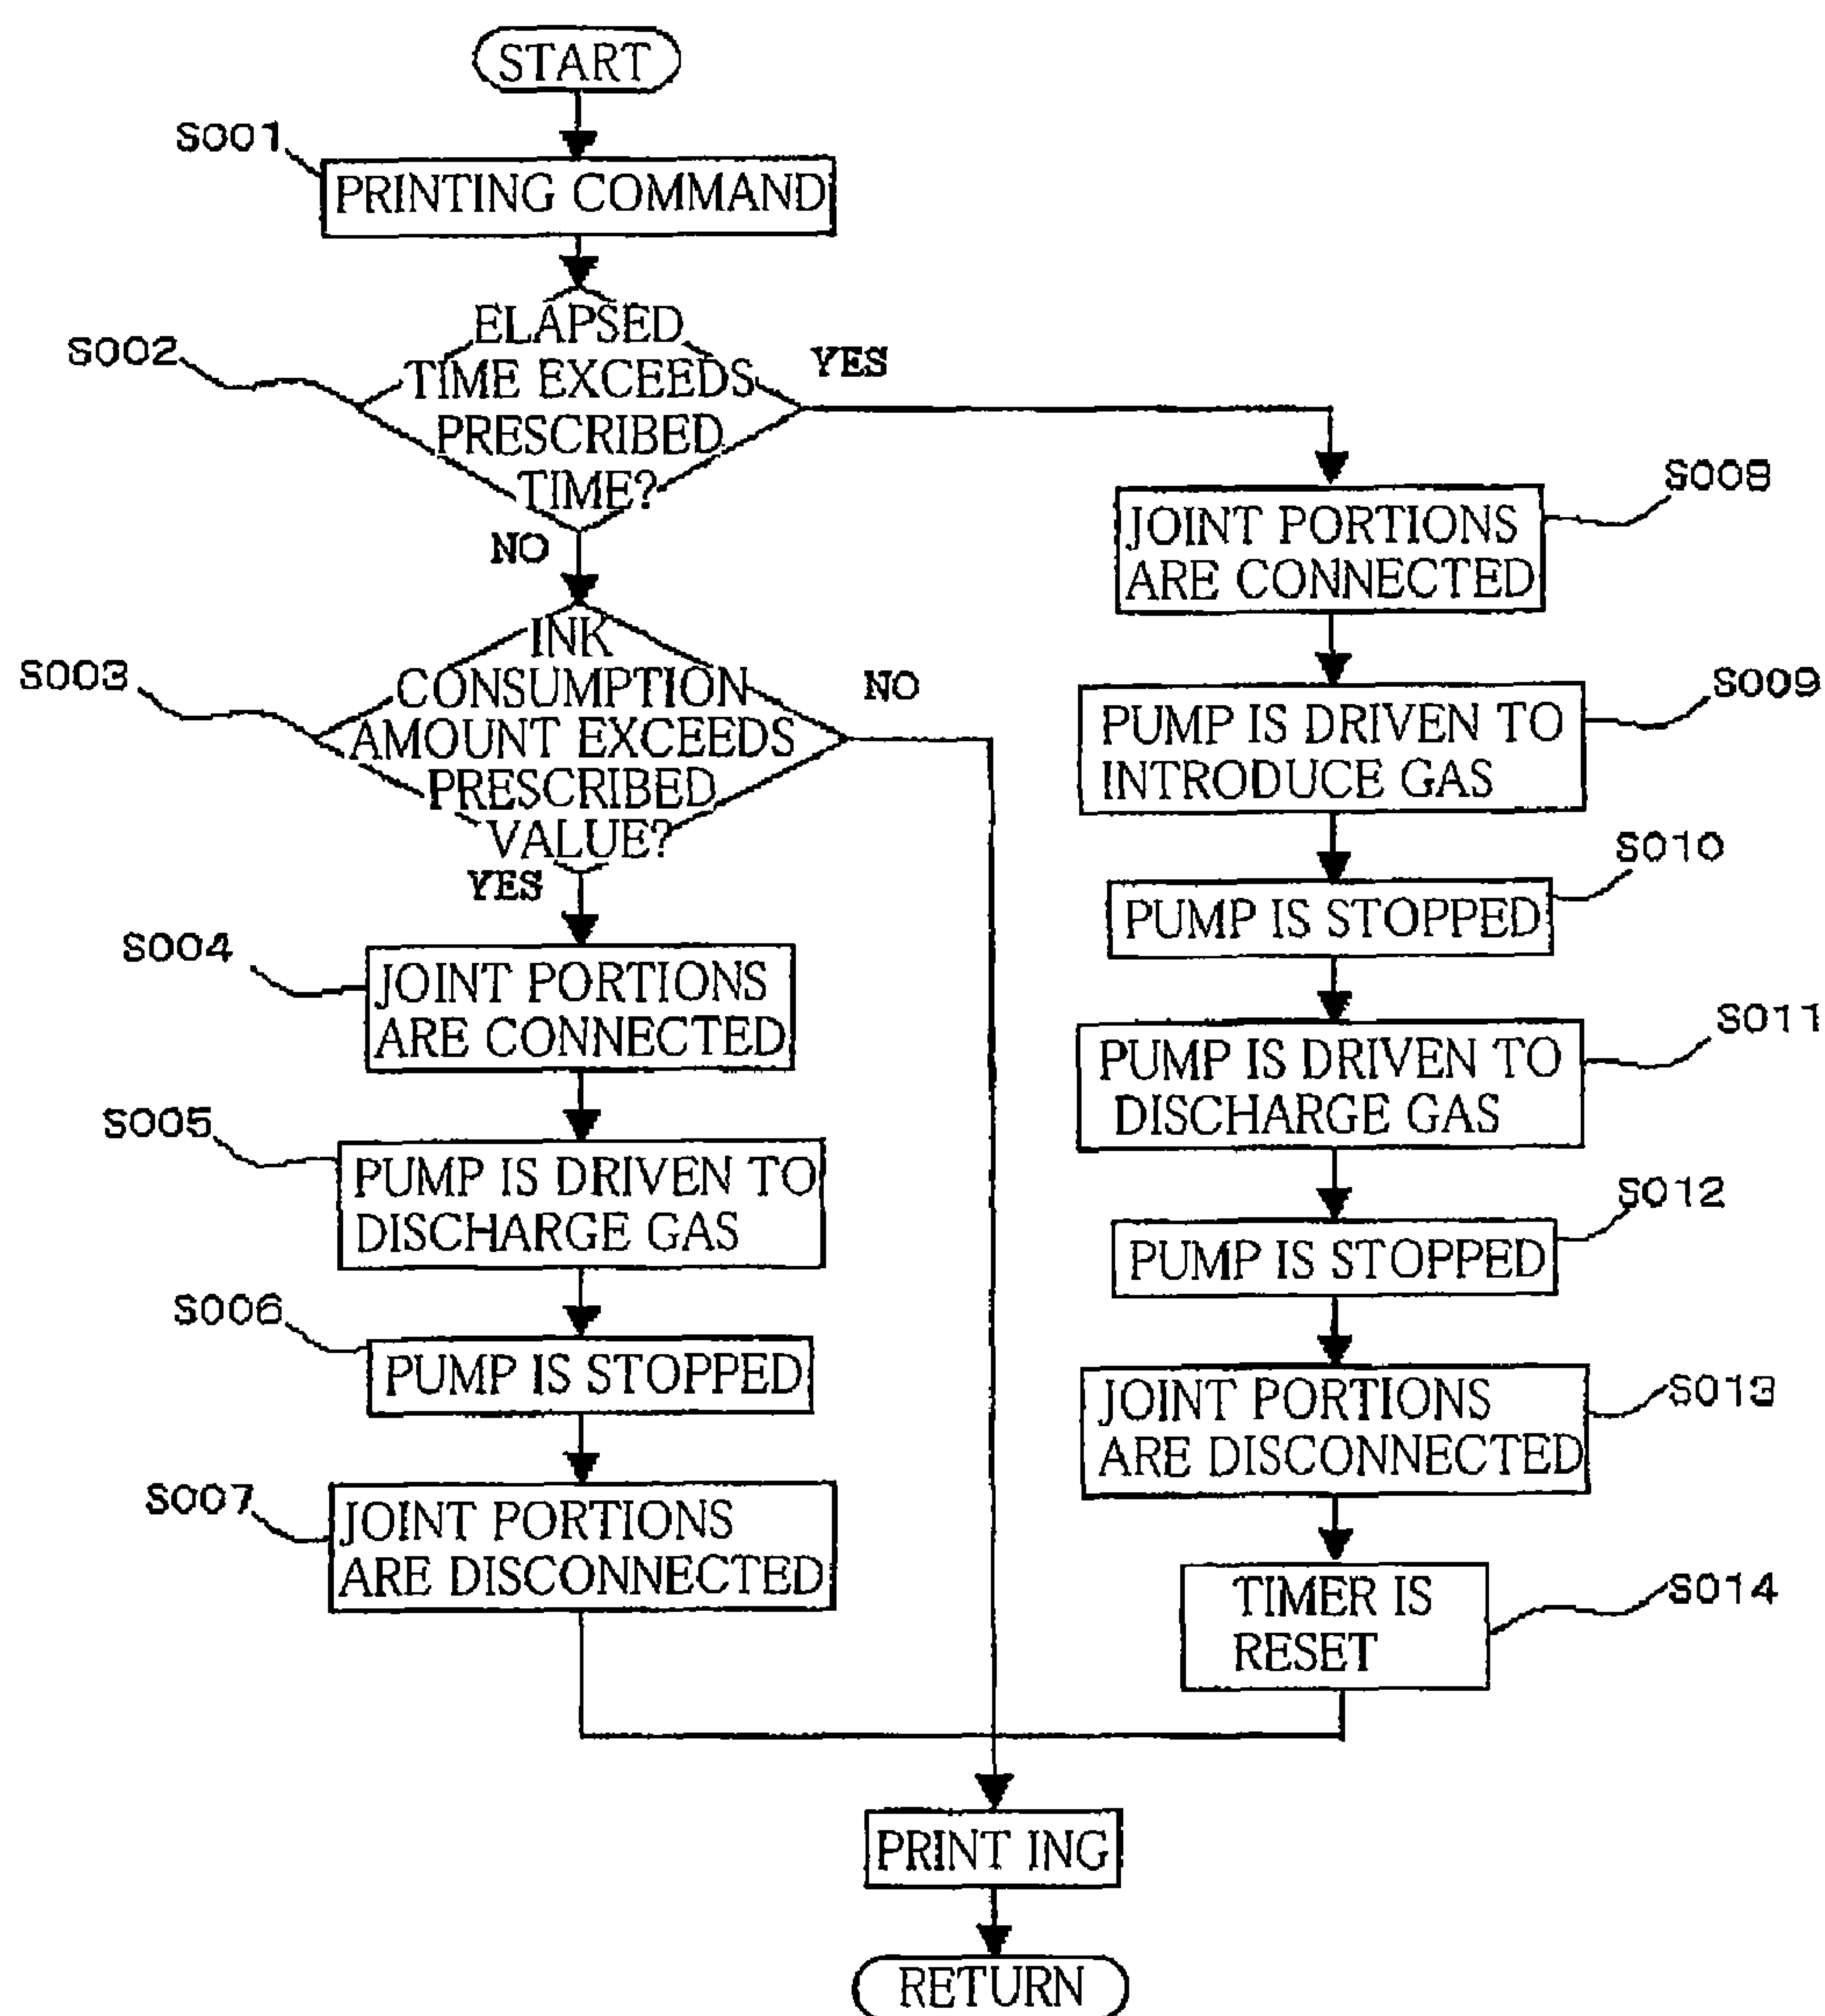 START
S001
PRINTING COMMAND
S002
ELAPSED
TIME EXCEEDS
PRESCRIBED
TIME?
YES
NO
S003
INK
CONSUMPTION
AMOUNT EXCEEDS
PRESCRIBED
VALUE?
NO
YES
S004
JOINT PORTIONS
ARE CONNECTED
S005
PUMP IS DRIVEN TO
DISCHARGE GAS
S006
PUMP IS STOPPED
S007
JOINT PORTIONS
ARE DISCONNECTED
S008
JOINT PORTIONS
ARE CONNECTED
S009
PUMP IS DRIVEN TO
INTRODUCE GAS
S010
PUMP IS STOPPED
S011
PUMP IS DRIVEN TO
DISCHARGE GAS
S012
PUMP IS STOPPED
S013
JOINT PORTIONS
ARE DISCONNECTED
S014
TIMER IS
RESET
PRINT ING
RETURN